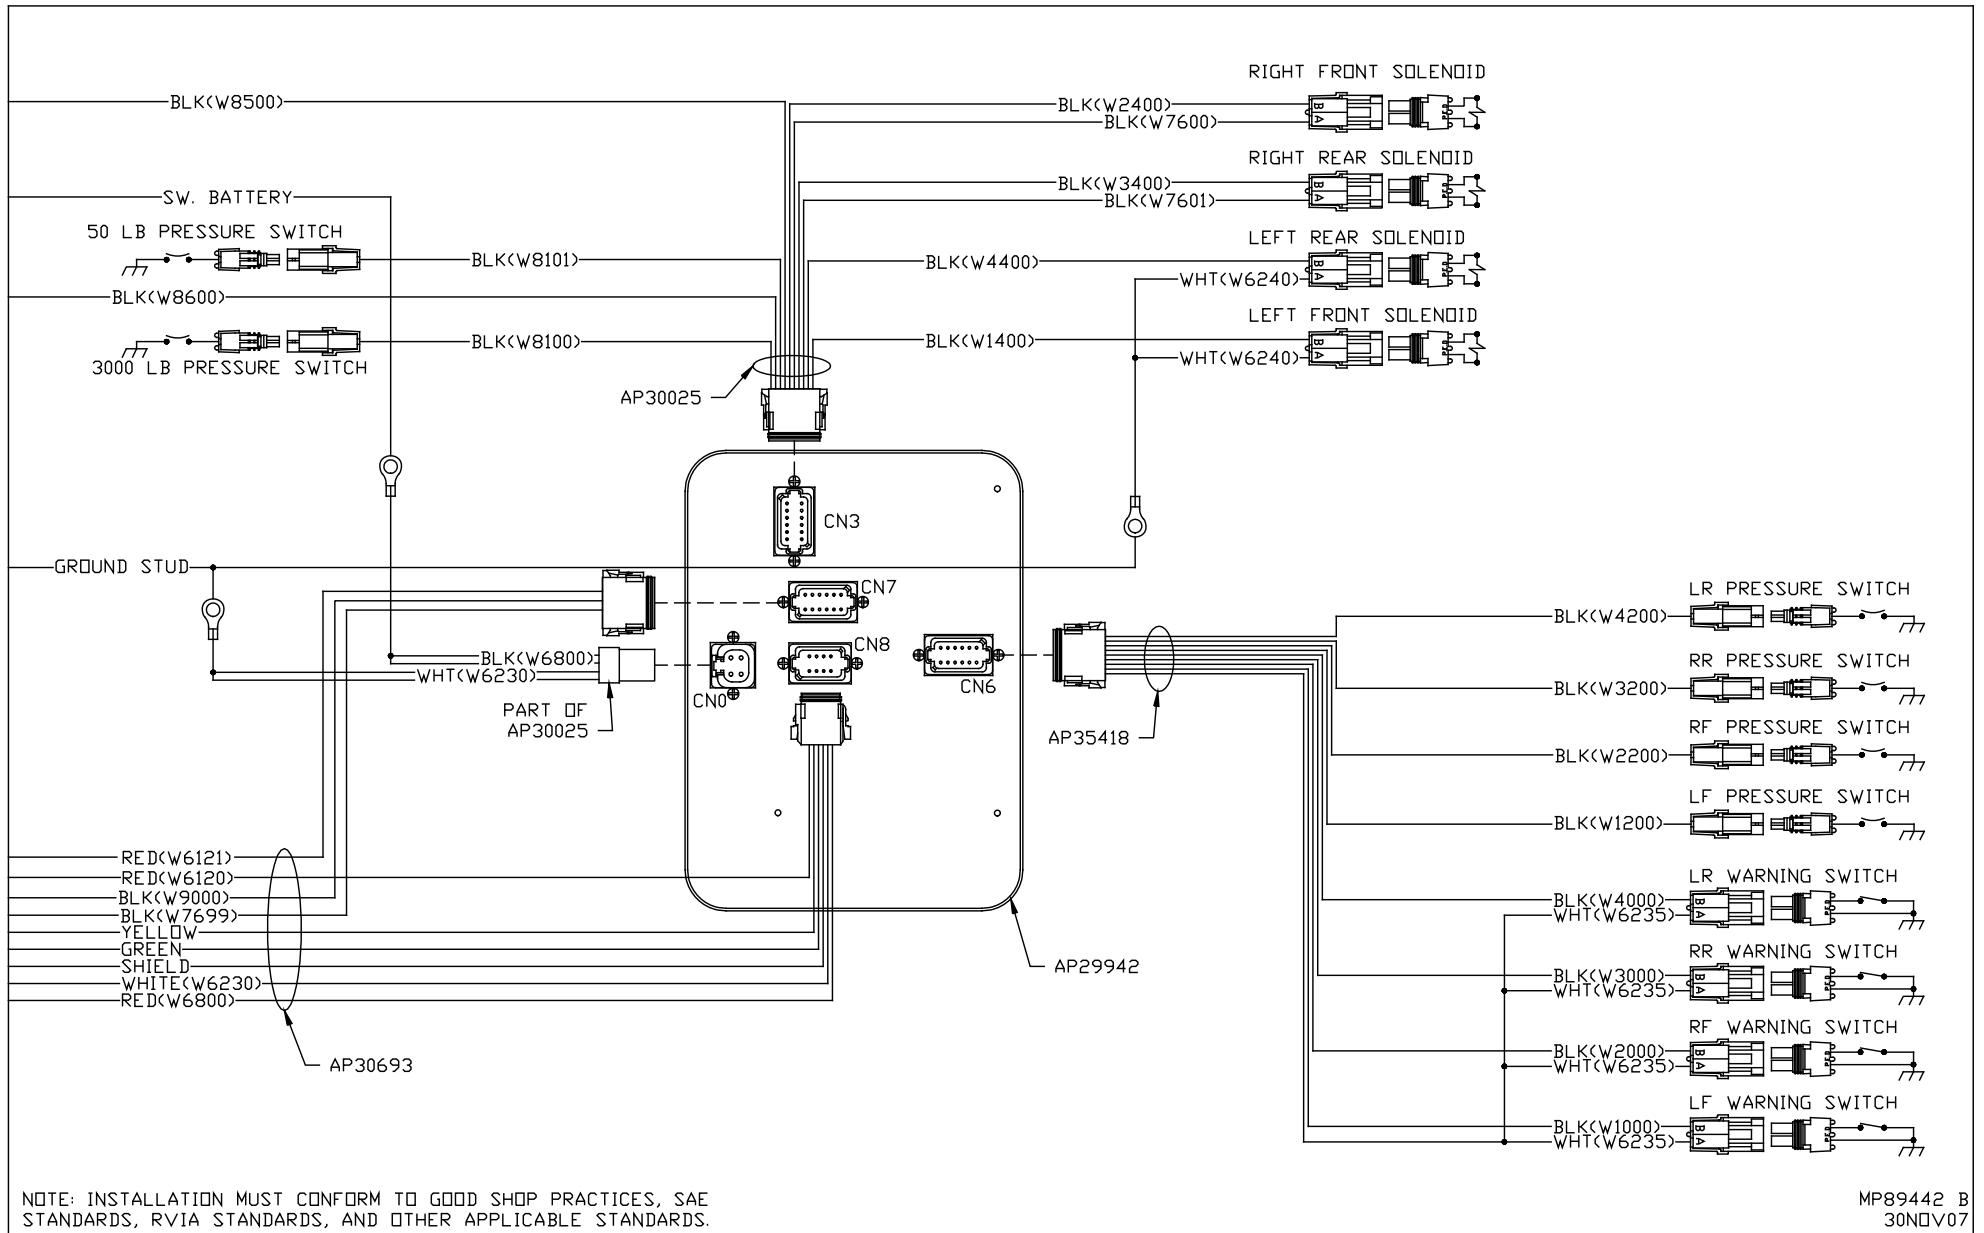 RIGHT FRONT SOLENOID
BLK(W8500)
BLK(W2400)
BLK(W7600)
B
A
RIGHT REAR SOLENOID
SW. BATTERY
BLK(W3400)
BLK(W7601)
B
A
50 LB PRESSURE SWITCH
LEFT REAR SOLENOID
BLK(W8101)
BLK(W4400)
WHT(W6240)
B
A
BLK(W8600)
LEFT FRONT SOLENOID
BLK(W8100)
BLK(W1400)
WHT(W6240)
B
A
3000 LB PRESSURE SWITCH
AP30025
CN3
GROUND STUD
CN7
CN8
BLK(W6800)
WHT(W6230)
CN0
CN6
PART OF
AP30025
AP35418
LR PRESSURE SWITCH
BLK(W4200)
RR PRESSURE SWITCH
BLK(W3200)
RF PRESSURE SWITCH
BLK(W2200)
LF PRESSURE SWITCH
BLK(W1200)
LR WARNING SWITCH
BLK(W4000)
WHT(W6235)
B
A
RR WARNING SWITCH
BLK(W3000)
WHT(W6235)
B
A
RF WARNING SWITCH
BLK(W2000)
WHT(W6235)
B
A
LF WARNING SWITCH
BLK(W1000)
WHT(W6235)
B
A
RED(W6121)
RED(W6120)
BLK(W9000)
BLK(W7699)
YELLOW
GREEN
SHIELD
WHITE(W6230)
RED(W6800)
AP29942
AP30693
NOTE: INSTALLATION MUST CONFORM TO GOOD SHOP PRACTICES, SAE
STANDARDS, RVIA STANDARDS, AND OTHER APPLICABLE STANDARDS.
MP89442 B
30NOV07